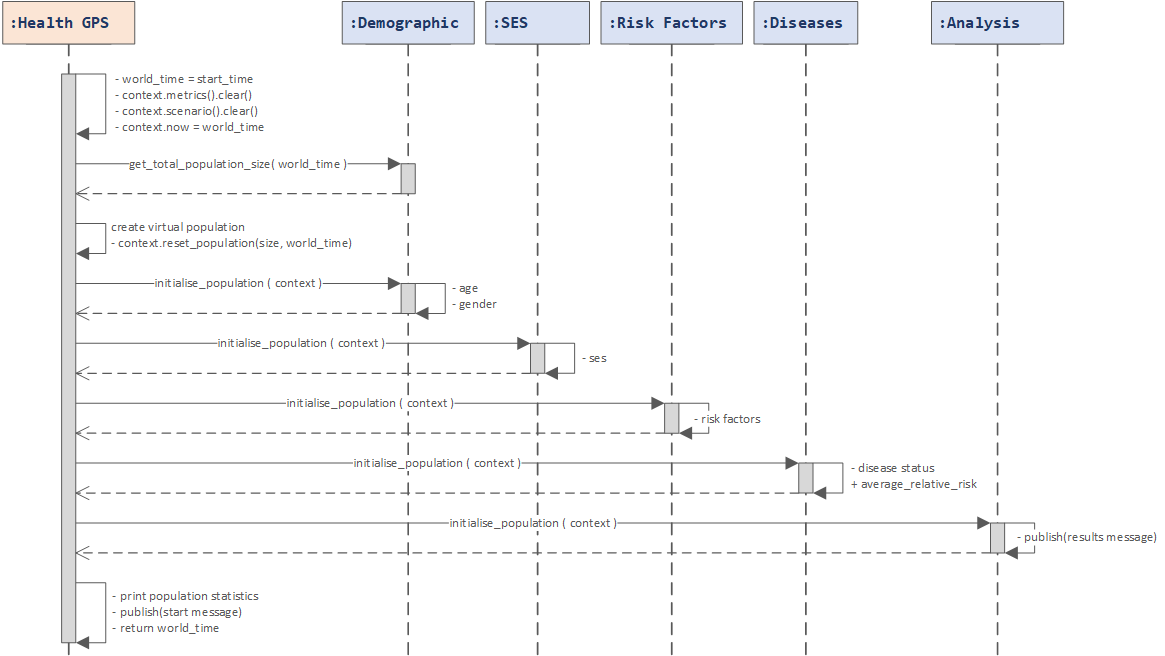 :Health GPS
:Demographic
:SES
:Risk Factors
:Diseases
:Analysis
- world_time = start_time
- context.metrics().clear()
- context.scenario().clear()
- context.now = world_time
get_total_population_size( world_time )
create virtual population
- context.reset_population(size, world_time)
initialise_population ( context )
- age
- gender
initialise_population ( context )
- ses
initialise_population ( context )
- risk factors
initialise_population ( context )
- disease status
+ average_relative_risk
initialise_population ( context )
- publish(results message)
- print population statistics
- publish(start message)
- return world_time